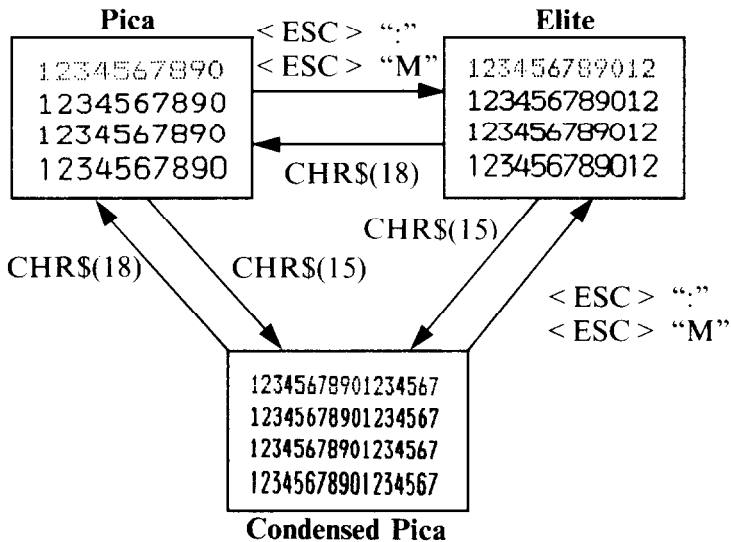 Pica
Elite
< ESC > “:”
< ESC > “M”
1234567890
1234567890
1234567890
1234567890
123456789012
123456789012
123456789012
123456789012
CHR$(18)
CHR$(15)
CHR$(18)
CHR$(15)
< ESC > “:”
< ESC > “M”
12345678901234567
12345678901234567
12345678901234567
12345678901234567
Condensed Pica